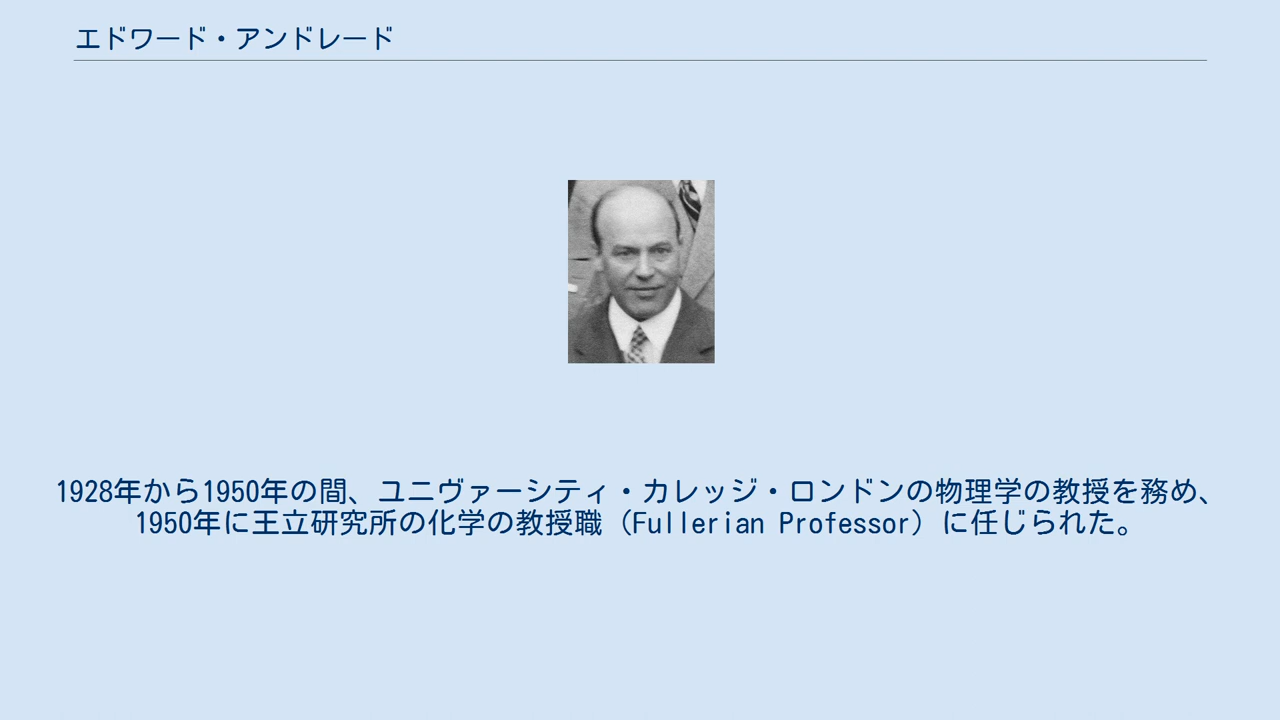 エドワード・アンドレード
1928年から1950年の間、ユニヴァーシティ・カレッジ・ロンドンの物理学の教授を務め、
1950年に王立研究所の化学の教授職（Fullerian Professor）に任じられた。